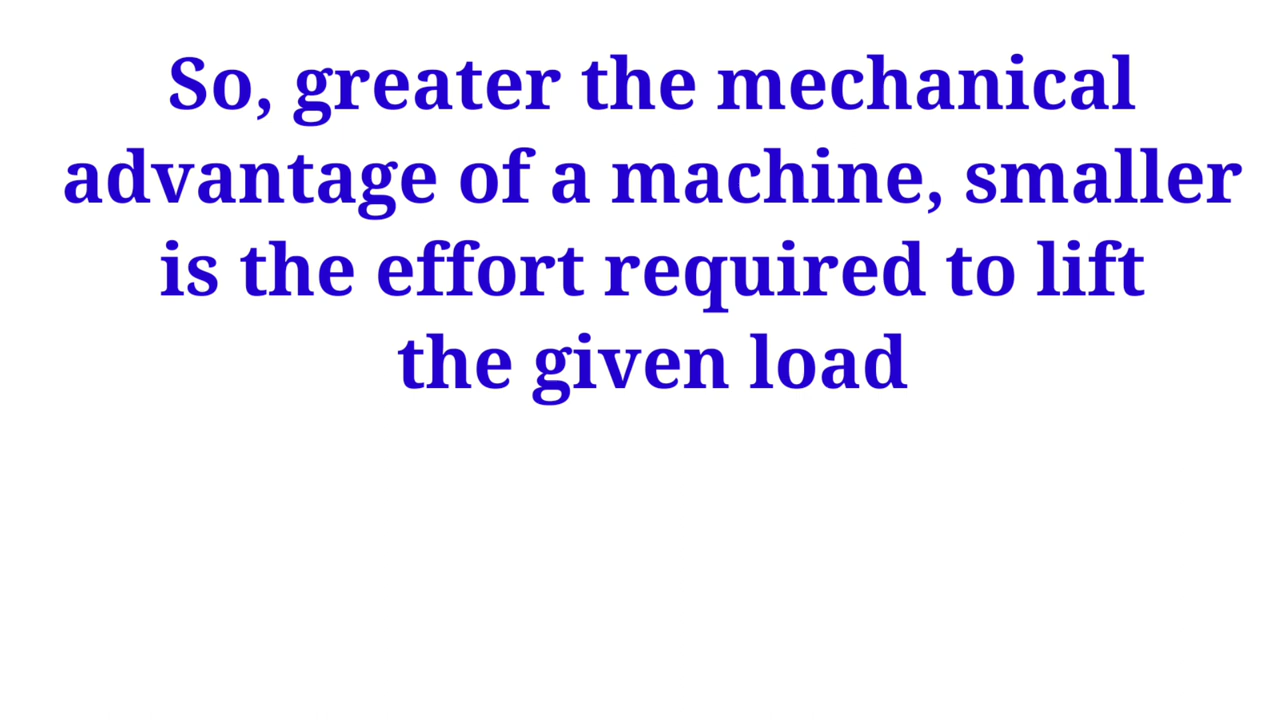 So, greater the mechanical
advantage of a machine, smaller
is the effort required to lift
the given load